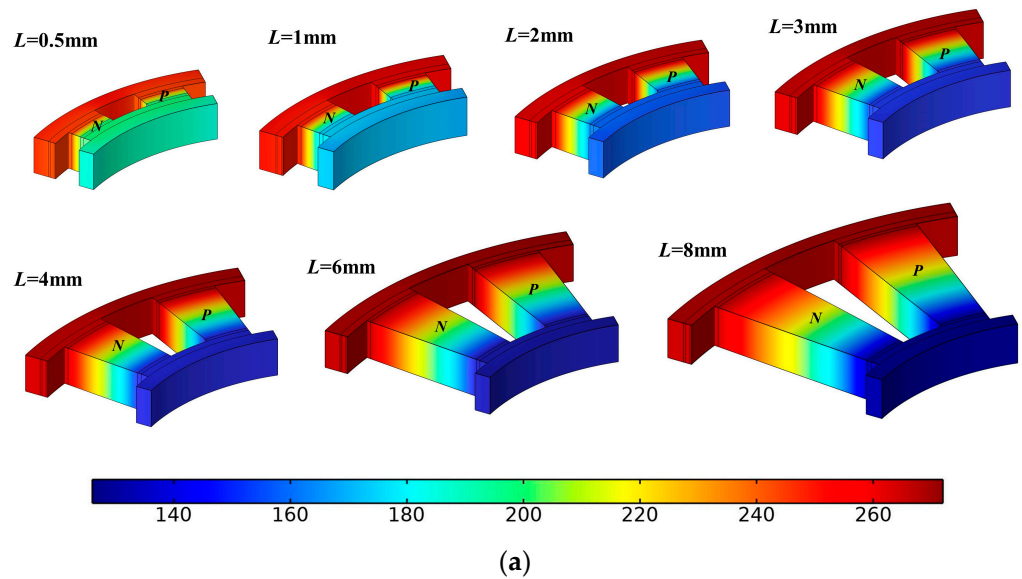 L=0.5mm
L=1mm
L=2mm
L=3mm
N P
N P
N P
N P
L=4mm
L=6mm
L=8mm
N P
N P
N P
140 160 180 200 220 240 260
(a)